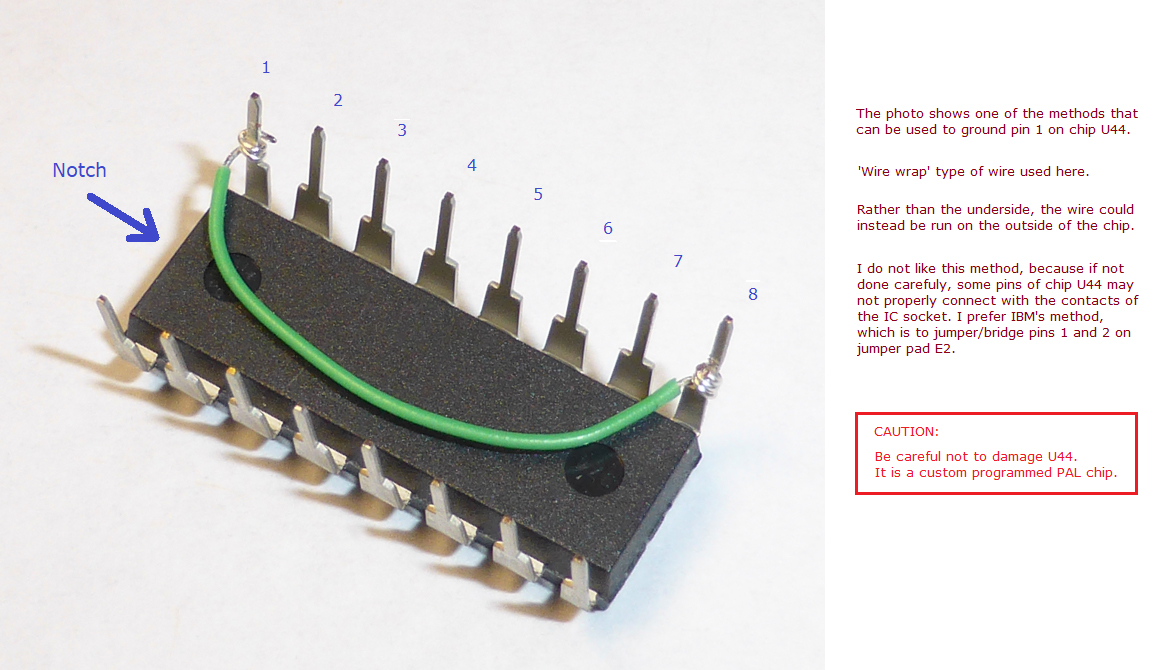 1
2
3
4
5
6
7
8
Notch
The photo shows one of the methods that
can be used to ground pin 1 on chip U44.
'Wire wrap' type of wire used here.
Rather than the underside, the wire could
instead be run on the outside of the chip.
I do not like this method, because if not
done carefuly, some pins of chip U44 may
not properly connect with the contacts of
the IC socket. I prefer IBM's method,
which is to jumper/bridge pins 1 and 2 on
jumper pad E2.
CAUTION:
Be careful not to damage U44.
It is a custom programmed PAL chip.